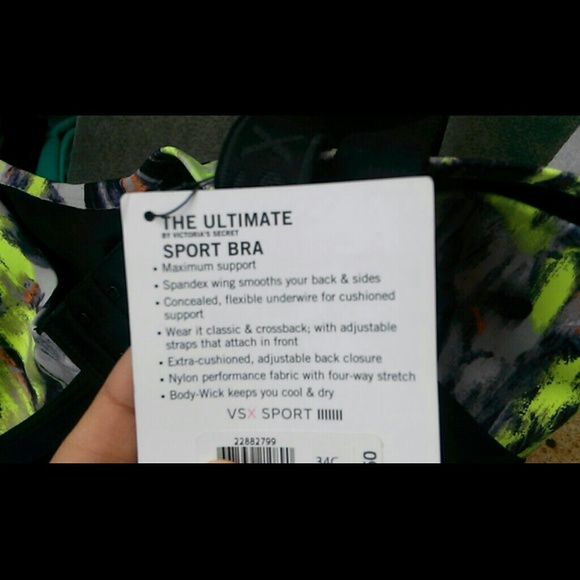 THE ULTIMATE
BY VICTORIA'S SECRET
SPORT BRA
• Maximum support
• Spandex wing smooths your back & sides
• Concealed, flexible underwire for cushioned
support
• Wear it classic & crossback; with adjustable
straps that attach in front
• Extra-cushioned, adjustable back closure
• Nylon performance fabric with four-way stretch
• Body-Wick keeps you cool & dry
VSX SPORT
22882799